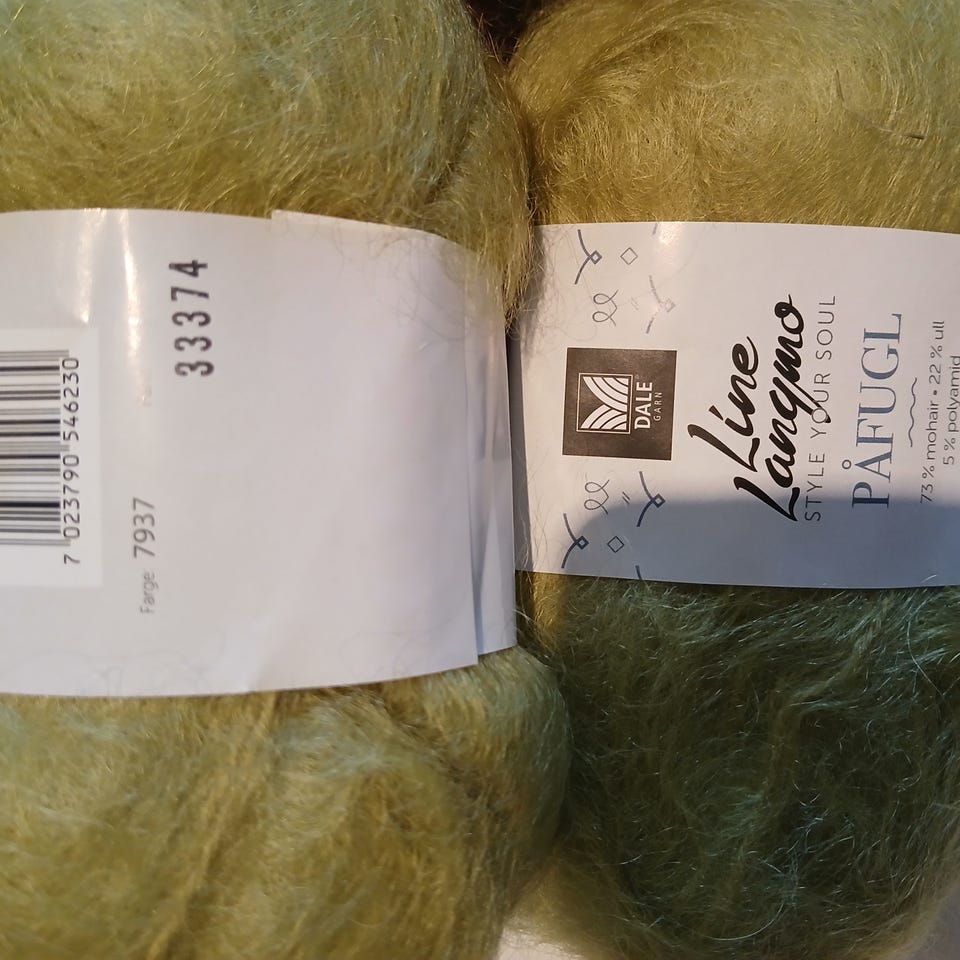 33374
7 023790 546230
Farge: 7937
DALE
GARN
Line
Langmo
STYLE YOUR SOUL
PÅFUGL
73 % mohair • 22 % ull
5 % polyamid